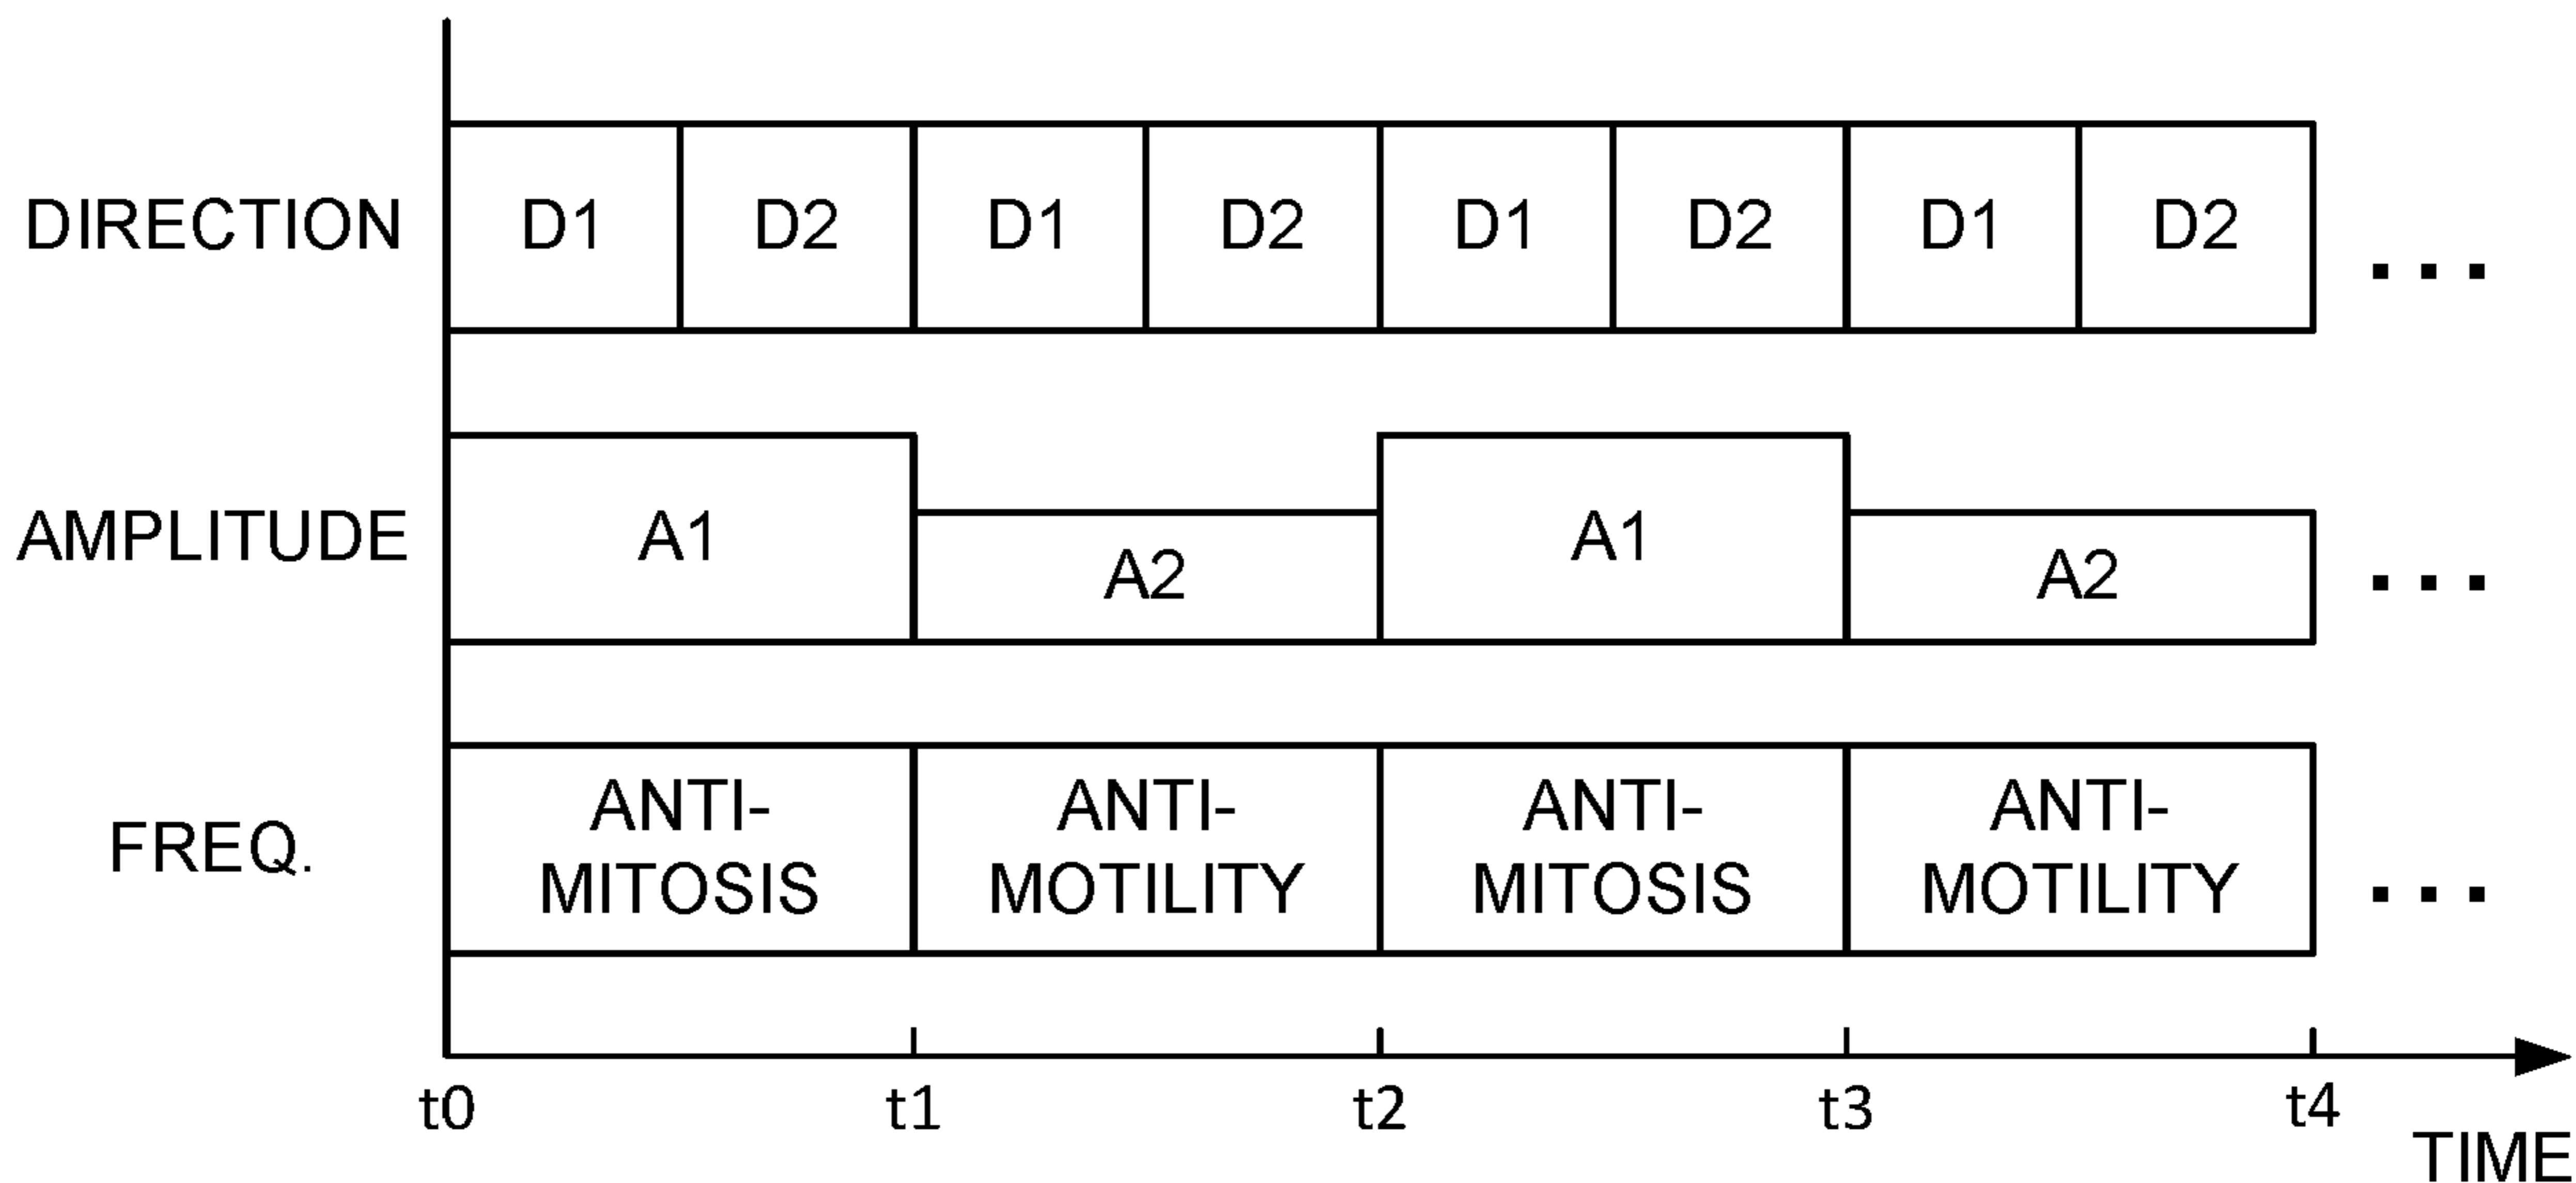 DIRECTION D1 D2 D1 D2 D1 D2 D1 D2 ...
AMPLITUDE A1 A2 A1 A2 ...
FREQ. ANTI- ANTI- ANTI- ANTI-
MITOSIS MOTILITY MITOSIS MOTILITY ...
t0 t1 t2 t3 t4
TIME